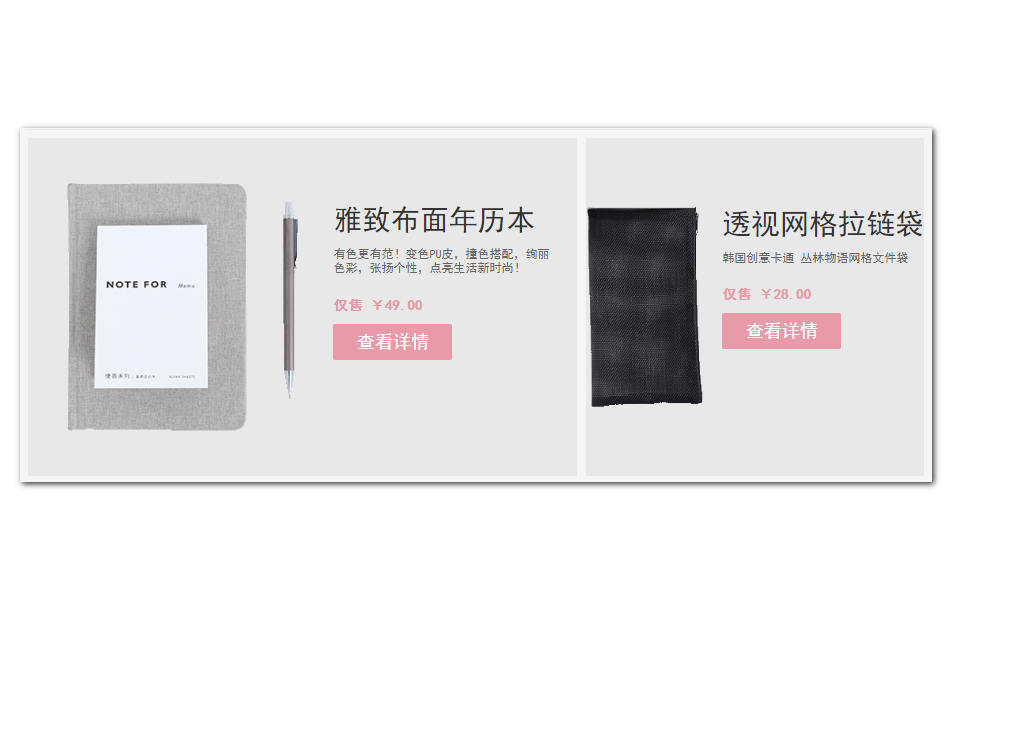 雅致布面年历本
有色更有范！变色PU皮，撞色搭配，绚丽
色彩，张扬个性，点亮生活新时尚！
仅售 ￥49.00
查看详情
NOTE FOR Memo
便签系列
透视网格拉链袋
韩国创意卡通 丛林物语网格文件袋
仅售 ￥28.00
查看详情